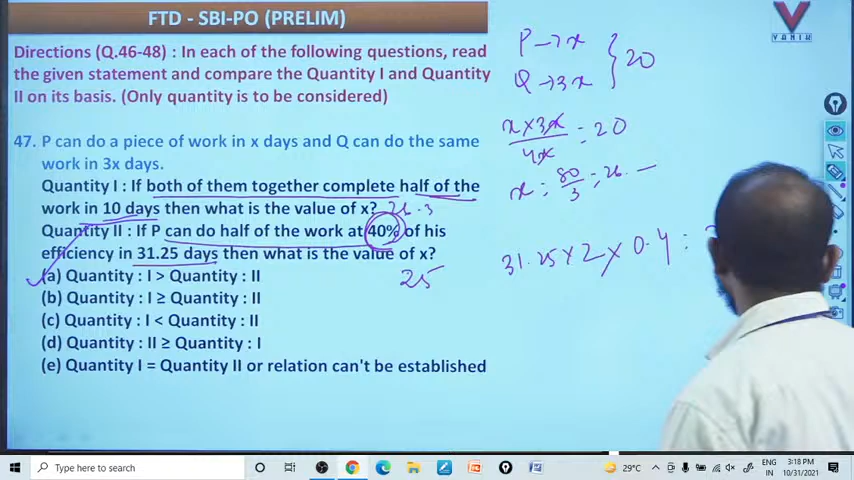 FTD - SBI-PO (PRELIM)
VANIK
Directions (Q.46-48) : In each of the following questions, read
the given statement and compare the Quantity I and Quantity
II on its basis. (Only quantity is to be considered)
47. P can do a piece of work in x days and Q can do the same
work in 3x days.
Quantity I : If both of them together complete half of the
work in 10 days then what is the value of x? 26.3
Quantity II : If P can do half of the work at 40% of his
efficiency in 31.25 days then what is the value of x?
25
(a) Quantity : I > Quantity : II
(b) Quantity : I ≥ Quantity : II
(c) Quantity : I < Quantity : II
(d) Quantity : II ≥ Quantity : I
(e) Quantity I = Quantity II or relation can't be established
P → x
Q → 3x } 20
x × 3x / 4x = 20
x = 80/3 = 26. —
31.25 × 2 × 0.4 :
Type here to search
29°C
ENG
IN
3:18 PM
10/31/2021